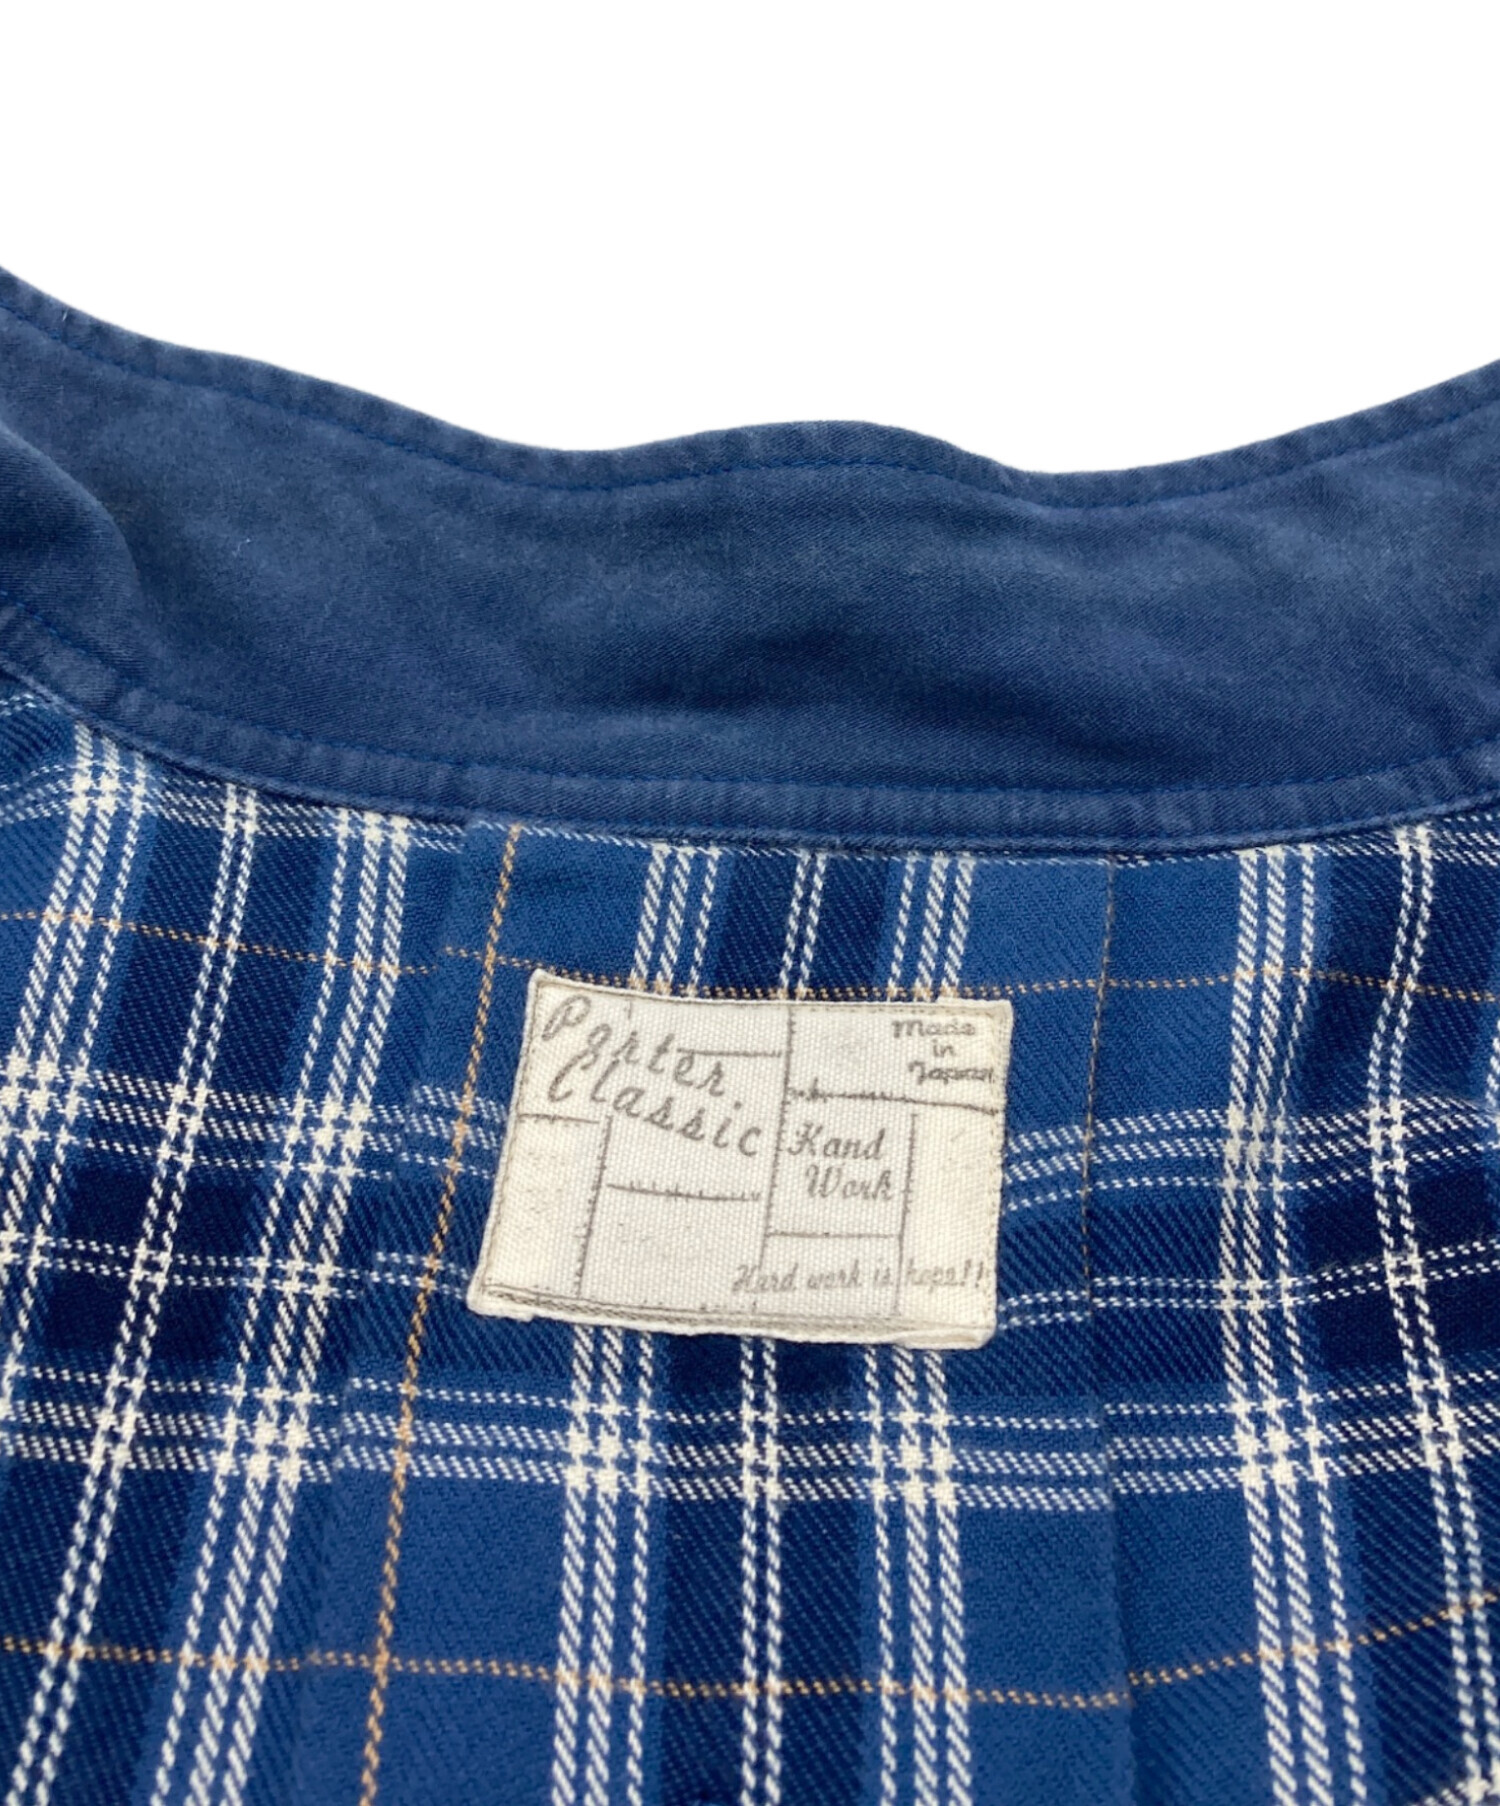 Porter
Classic
Made
in
Japan.
Hand
Work
Hard work is hope!!